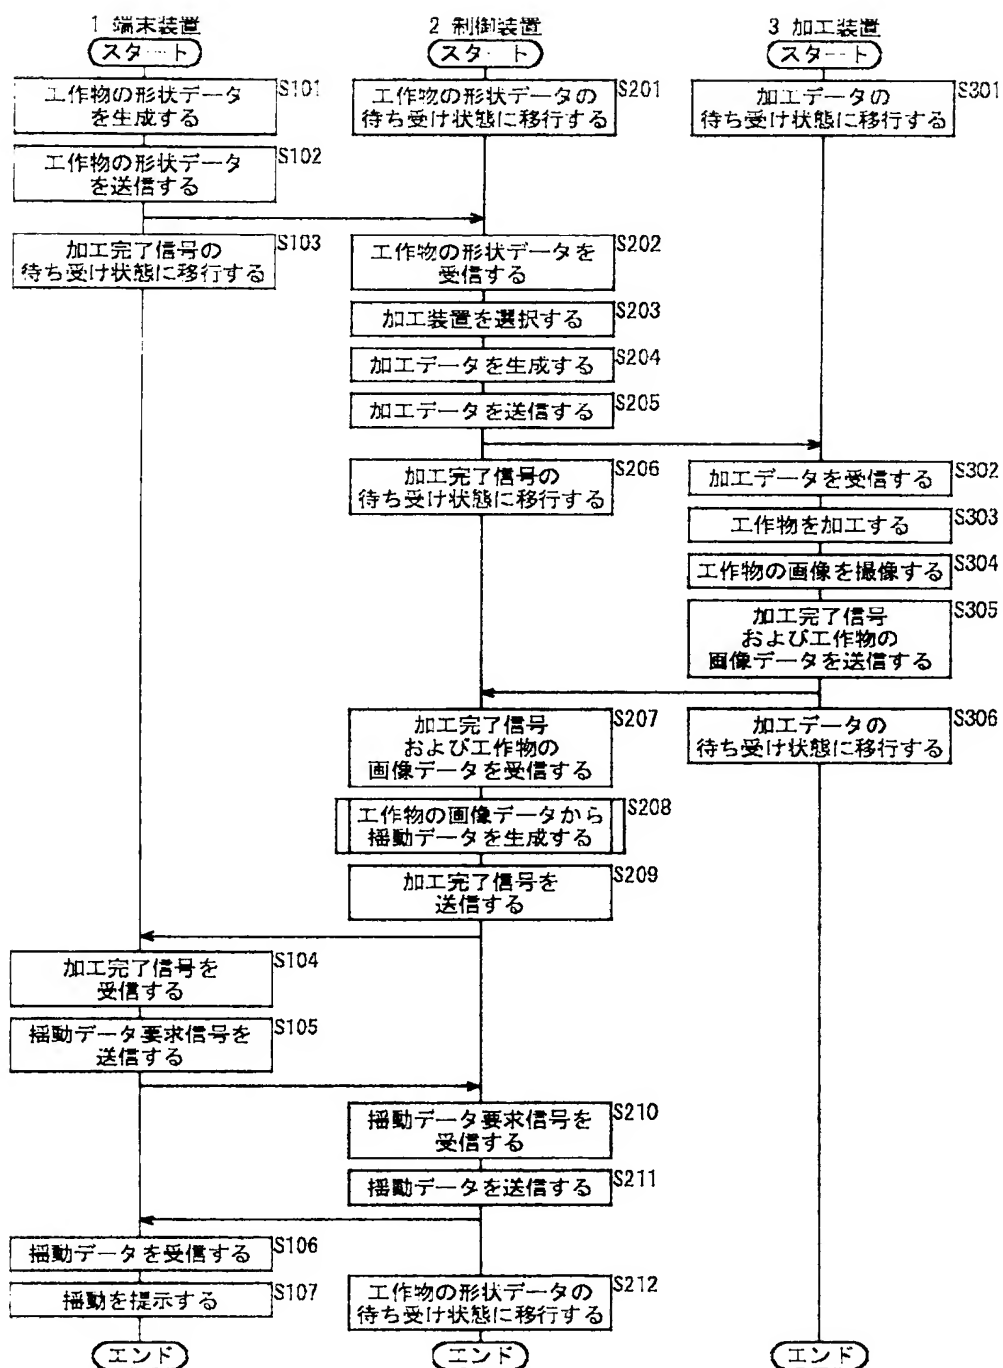 1 端末装置
スタート
工作物の形状データ
を生成する
S101
工作物の形状データ
を送信する
S102
加工完了信号の
待ち受け状態に移行する
S103
加工完了信号を
受信する
S104
揺動データ要求信号を
送信する
S105
揺動データを受信する
S106
揺動を提示する
S107
エンド
2 制御装置
スタート
工作物の形状データの
待ち受け状態に移行する
S201
工作物の形状データを
受信する
S202
加工装置を選択する
S203
加工データを生成する
S204
加工データを送信する
S205
加工完了信号の
待ち受け状態に移行する
S206
加工完了信号
および工作物の
画像データを受信する
S207
工作物の画像データから
揺動データを生成する
S208
加工完了信号を
送信する
S209
揺動データ要求信号を
受信する
S210
揺動データを送信する
S211
工作物の形状データの
待ち受け状態に移行する
S212
エンド
3 加工装置
スタート
加工データの
待ち受け状態に移行する
S301
加工データを受信する
S302
工作物を加工する
S303
工作物の画像を撮像する
S304
加工完了信号
および工作物の
画像データを送信する
S305
加工データの
待ち受け状態に移行する
S306
エンド